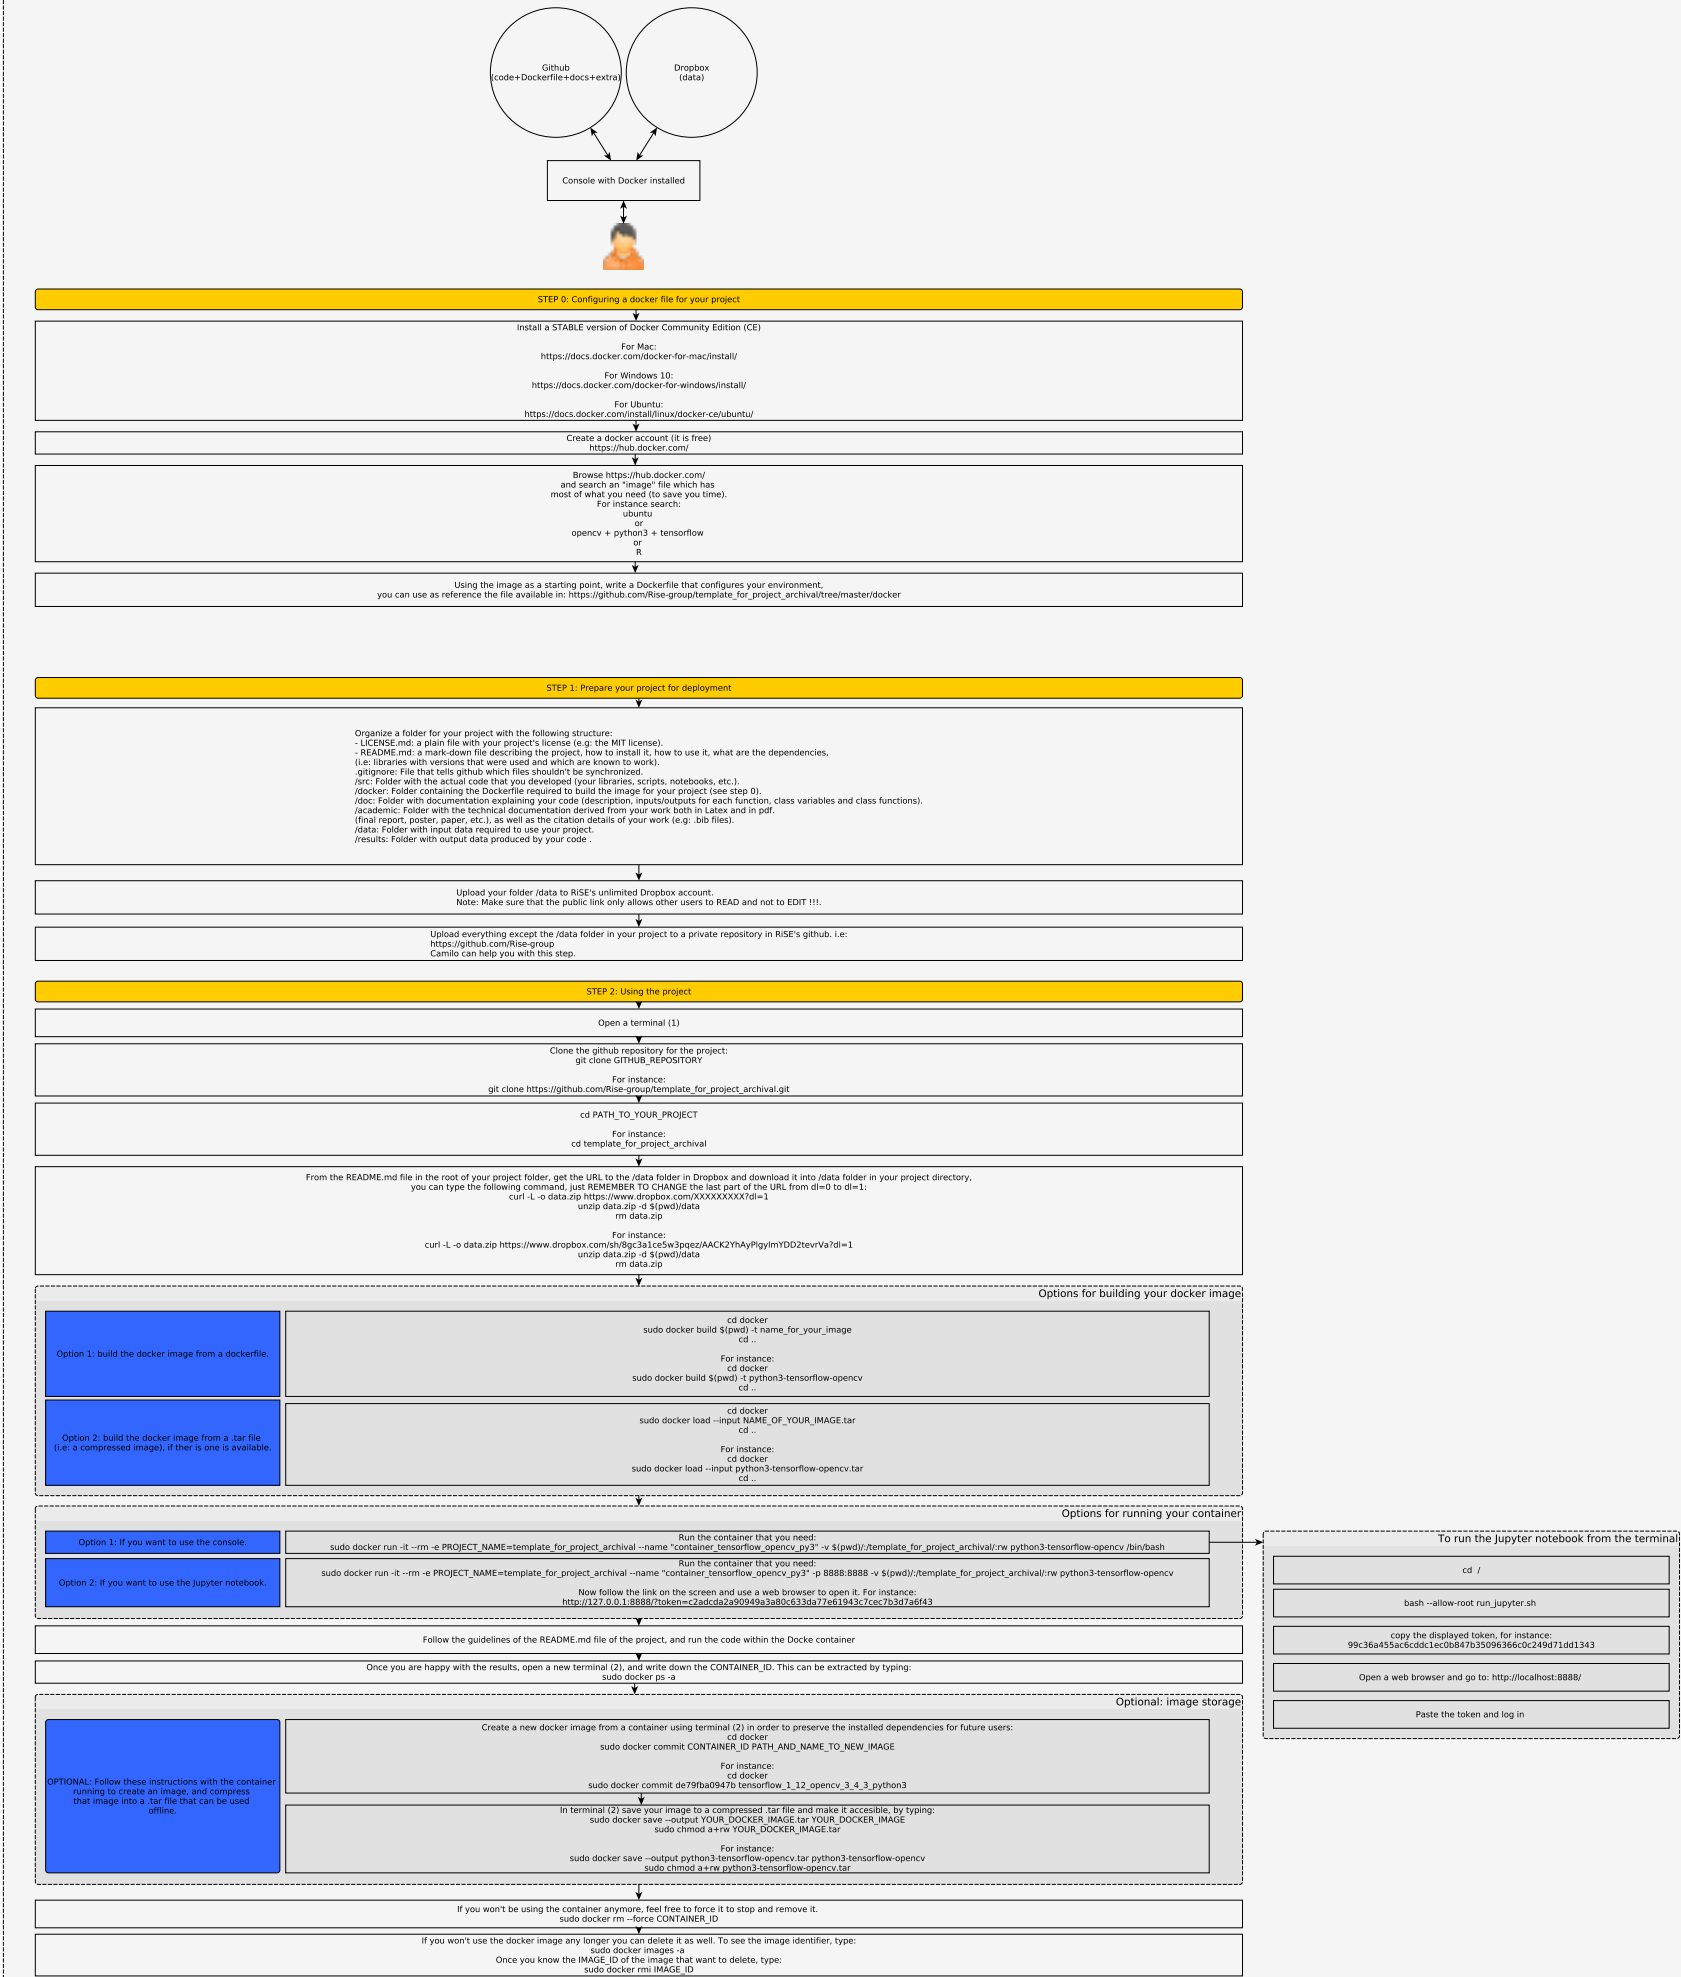 Github
(code+Dockerfile+docs+extra)
Dropbox
(data)
Console with Docker installed
STEP 0: Configuring a docker file for your project
Install a STABLE version of Docker Community Edition (CE)
For Mac:
https://docs.docker.com/docker-for-mac/install/
For Windows 10:
https://docs.docker.com/docker-for-windows/install/
For Ubuntu:
https://docs.docker.com/install/linux/docker-ce/ubuntu/
Create a docker account (it is free)
https://hub.docker.com/
Browse https://hub.docker.com/
and search an "image" file which has
most of what you need (to save you time).
For instance search:
ubuntu
or
opencv + python3 + tensorflow
or
R
Using the image as a starting point, write a Dockerfile that configures your environment,
you can use as reference the file available in: https://github.com/Rise-group/template_for_project_archival/tree/master/docker
STEP 1: Prepare your project for deployment
Organize a folder for your project with the following structure:
- LICENSE.md: a plain file with your project's license (e.g: the MIT license).
- README.md: a mark-down file describing the project, how to install it, how to use it, what are the dependencies,
(i.e: libraries with versions that were used and which are known to work).
.gitignore: File that tells github which files shouldn't be synchronized.
/src: Folder with the actual code that you developed (your libraries, scripts, notebooks, etc.).
/docker: Folder containing the Dockerfile required to build the image for your project (see step 0).
/doc: Folder with documentation explaining your code (description, inputs/outputs for each function, class variables and class functions).
/academic: Folder with the technical documentation derived from your work both in Latex and in pdf.
(final report, poster, paper, etc.), as well as the citation details of your work (e.g: .bib files).
/data: Folder with input data required to use your project.
/results: Folder with output data produced by your code .
Upload your folder /data to RiSE's unlimited Dropbox account.
Note: Make sure that the public link only allows other users to READ and not to EDIT !!!.
Upload everything except the /data folder in your project to a private repository in RiSE's github. i.e:
https://github.com/Rise-group
Camilo can help you with this step.
STEP 2: Using the project
Open a terminal (1)
Clone the github repository for the project:
git clone GITHUB_REPOSITORY
For instance:
git clone https://github.com/Rise-group/template_for_project_archival.git
cd PATH_TO_YOUR_PROJECT
For instance:
cd template_for_project_archival
From the README.md file in the root of your project folder, get the URL to the /data folder in Dropbox and download it into /data folder in your project directory,
you can type the following command, just REMEMBER TO CHANGE the last part of the URL from dl=0 to dl=1:
curl -L -o data.zip https://www.dropbox.com/XXXXXXXXX?dl=1
unzip data.zip -d $(pwd)/data
rm data.zip
For instance:
curl -L -o data.zip https://www.dropbox.com/sh/8gc3a1ce5w3pqez/AACK2YhAyPlgylmYDD2tevrVa?dl=1
unzip data.zip -d $(pwd)/data
rm data.zip
Options for building your docker image
Option 1: build the docker image from a dockerfile.
cd docker
sudo docker build $(pwd) -t name_for_your_image
cd ..
For instance:
cd docker
sudo docker build $(pwd) -t python3-tensorflow-opencv
cd ..
Option 2: build the docker image from a .tar file
(i.e: a compressed image), if ther is one is available.
cd docker
sudo docker load --input NAME_OF_YOUR_IMAGE.tar
cd ..
For instance:
cd docker
sudo docker load --input python3-tensorflow-opencv.tar
cd ..
Options for running your container
Option 1: If you want to use the console.
Run the container that you need:
sudo docker run -it --rm -e PROJECT_NAME=template_for_project_archival --name "container_tensorflow_opencv_py3" -v $(pwd)/:/template_for_project_archival/:rw python3-tensorflow-opencv /bin/bash
Option 2: If you want to use the Jupyter notebook.
Run the container that you need:
sudo docker run -it --rm -e PROJECT_NAME=template_for_project_archival --name "container_tensorflow_opencv_py3" -p 8888:8888 -v $(pwd)/:/template_for_project_archival/:rw python3-tensorflow-opencv
Now follow the link on the screen and use a web browser to open it. For instance:
http://127.0.0.1:8888/?token=c2adcda2a90949a3a80c633da77e61943c7cec7b3d7a6f43
To run the Jupyter notebook from the terminal
cd  /
bash --allow-root run_jupyter.sh
copy the displayed token, for instance:
99c36a455ac6cddc1ec0b847b35096366c0c249d71dd1343
Open a web browser and go to: http://localhost:8888/
Paste the token and log in
Follow the guidelines of the README.md file of the project, and run the code within the Docke container
Once you are happy with the results, open a new terminal (2), and write down the CONTAINER_ID. This can be extracted by typing:
sudo docker ps -a
Optional: image storage
OPTIONAL: Follow these instructions with the container
running to create an image, and compress
that image into a .tar file that can be used
offline.
Create a new docker image from a container using terminal (2) in order to preserve the installed dependencies for future users:
cd docker
sudo docker commit CONTAINER_ID PATH_AND_NAME_TO_NEW_IMAGE
For instance:
cd docker
sudo docker commit de79fba0947b tensorflow_1_12_opencv_3_4_3_python3
In terminal (2) save your image to a compressed .tar file and make it accesible, by typing:
sudo docker save --output YOUR_DOCKER_IMAGE.tar YOUR_DOCKER_IMAGE
sudo chmod a+rw YOUR_DOCKER_IMAGE.tar
For instance:
sudo docker save --output python3-tensorflow-opencv.tar python3-tensorflow-opencv
sudo chmod a+rw python3-tensorflow-opencv.tar
If you won't be using the container anymore, feel free to force it to stop and remove it.
sudo docker rm --force CONTAINER_ID
If you won't use the docker image any longer you can delete it as well. To see the image identifier, type:
sudo docker images -a
Once you know the IMAGE_ID of the image that want to delete, type:
sudo docker rmi IMAGE_ID